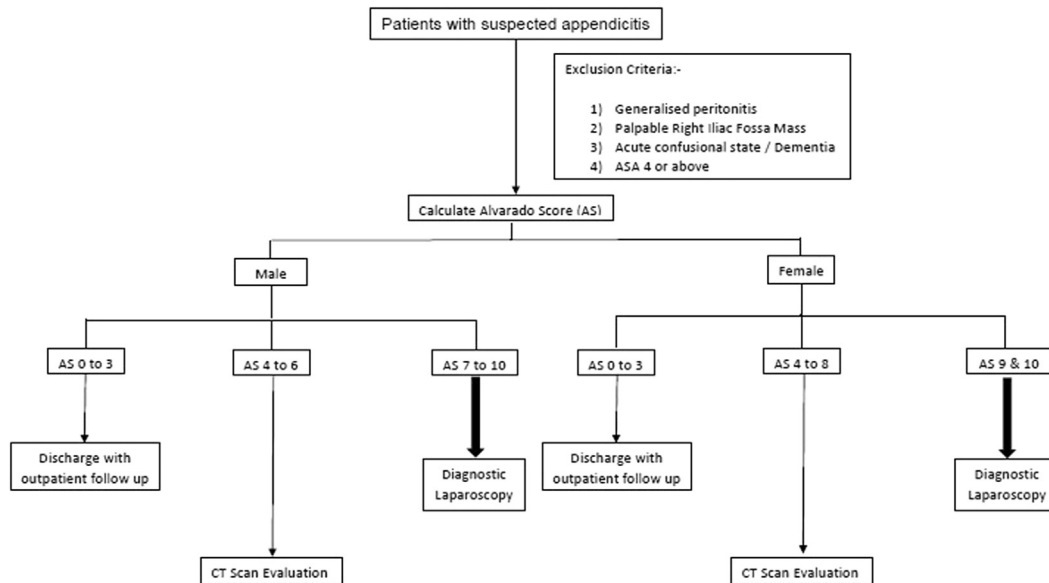 Patients with suspected appendicitis
Exclusion Criteria:-
1) Generalised peritonitis
2) Palpable Right Iliac Fossa Mass
3) Acute confusional state / Dementia
4) ASA 4 or above
Calculate Alvarado Score (AS)
Male
Female
AS 0 to 3
AS 4 to 6
AS 7 to 10
AS 0 to 3
AS 4 to 8
AS 9 & 10
Discharge with
outpatient follow up
Diagnostic
Laparoscopy
Discharge with
outpatient follow up
Diagnostic
Laparoscopy
CT Scan Evaluation
CT Scan Evaluation